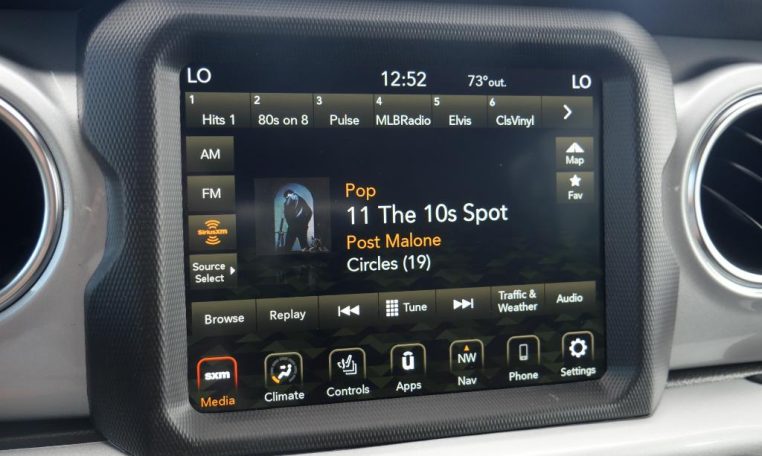 LO 12:52 73° out. LO
1 Hits 1 2 80s on 8 3 Pulse 4 MLBRadio 5 Elvis 6 ClsVinyl >
AM
FM
SiriusXM
Source
Select
Map
Fav
Pop
11 The 10s Spot
Post Malone
Circles (19)
Browse Replay Tune Traffic &
Weather Audio
sxm
Media
Climate
Controls
u
Apps
NW
Nav
Phone
Settings